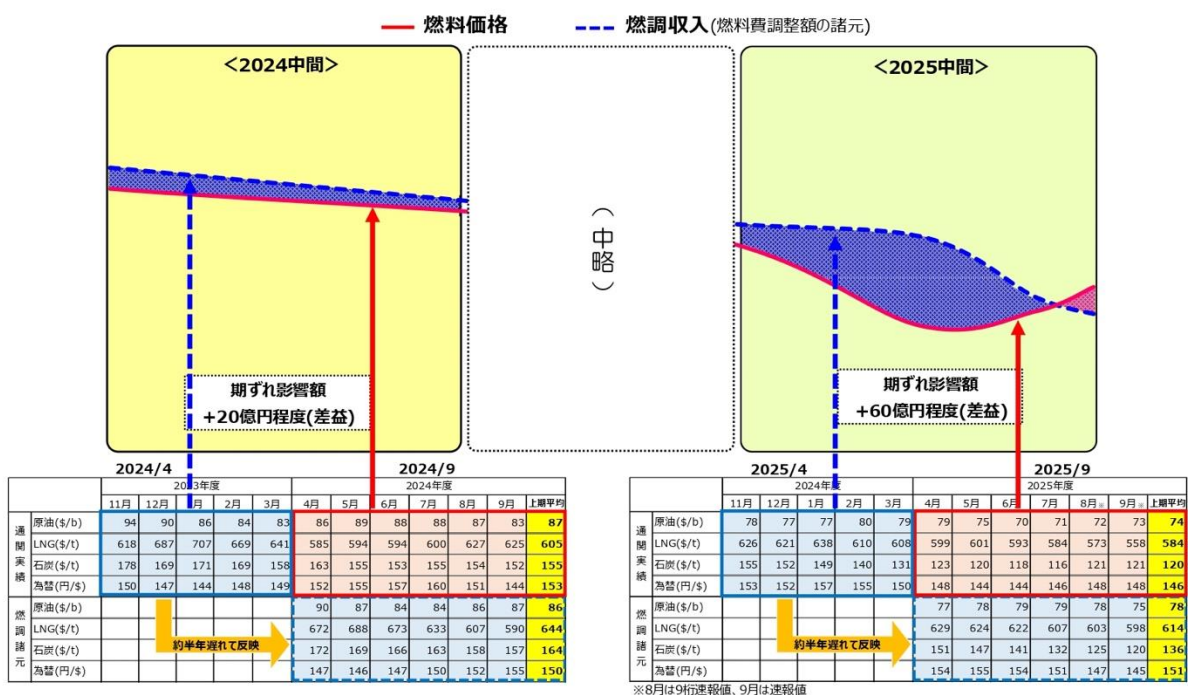 燃料価格 燃調収入(燃料費調整額の諸元)
<2024中間>
<2025中間>
(中略)
期ずれ影響額
+20億円程度(差益)
期ずれ影響額
+60億円程度(差益)
2024/4 2024/9
2023年度 2024年度
11月 12月 1月 2月 3月 4月 5月 6月 7月 8月 9月 上期平均
通関実績
原油($/b) 94 90 86 84 83 86 89 88 88 87 83 87
LNG($/t) 618 687 707 669 641 585 594 594 600 627 625 605
石炭($/t) 178 169 171 169 158 163 155 153 155 154 152 155
為替(円/$) 150 147 144 148 149 152 155 157 160 151 144 153
燃調諸元
原油($/b) 90 87 84 84 86 87 86
LNG($/t) 672 688 673 633 607 590 644
石炭($/t) 172 169 166 163 158 157 164
為替(円/$) 147 146 147 150 152 155 150
約半年遅れて反映
2025/4 2025/9
2024年度 2025年度
11月 12月 1月 2月 3月 4月 5月 6月 7月 8月※ 9月※ 上期平均
通関実績
原油($/b) 78 77 77 80 79 79 75 70 71 72 73 74
LNG($/t) 626 621 638 610 608 599 601 593 584 573 558 584
石炭($/t) 155 152 149 140 131 123 120 118 116 121 121 120
為替(円/$) 153 152 157 155 150 148 144 144 146 148 148 146
燃調諸元
原油($/b) 77 78 79 79 78 75 78
LNG($/t) 629 624 622 607 603 598 614
石炭($/t) 151 147 141 132 125 120 136
為替(円/$) 154 155 154 151 147 145 151
約半年遅れて反映
※8月は9桁速報値、9月は速報値